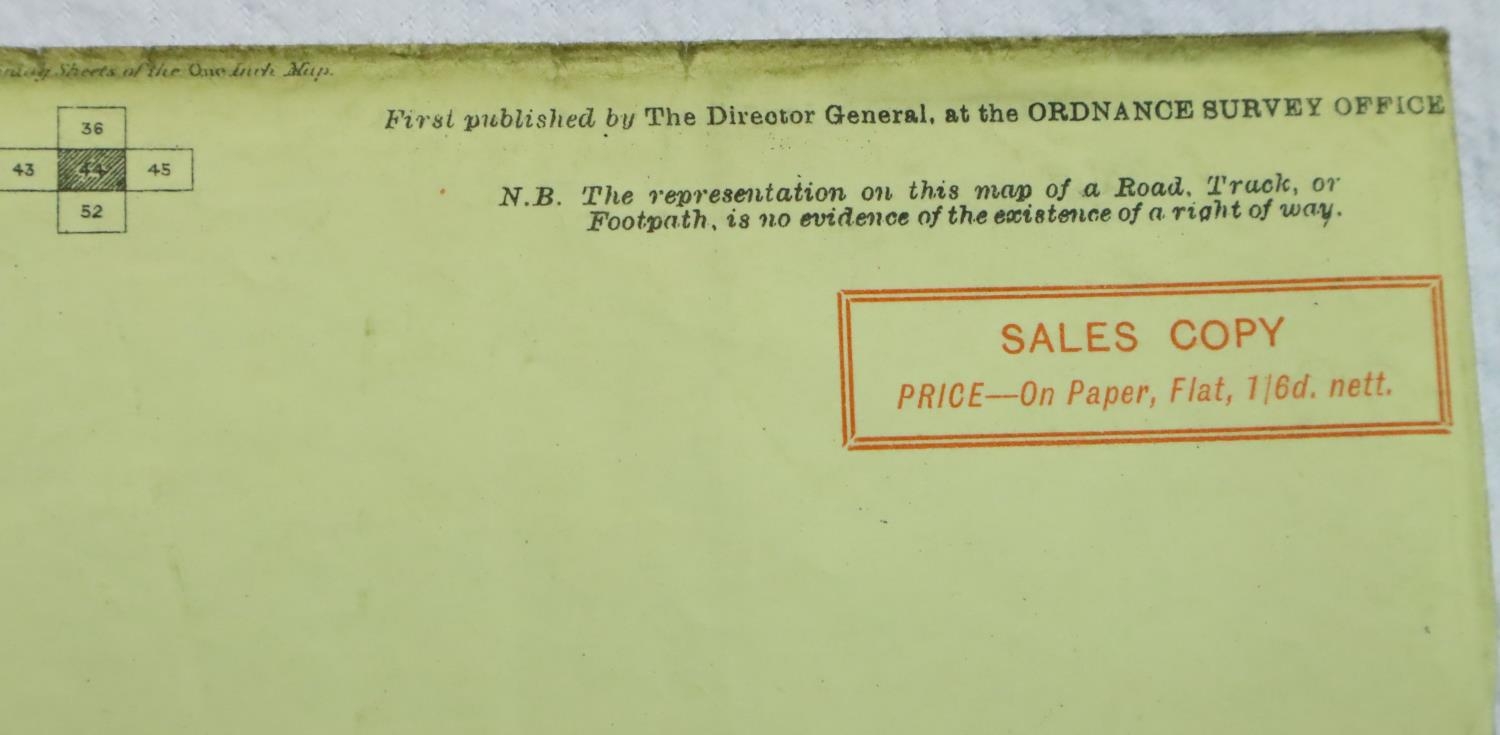 Sheets of the One Inch Map.
First published by The Director General, at the ORDNANCE SURVEY OFFICE
36
43 44 45
52
N.B. The representation on this map of a Road, Track, or
Footpath, is no evidence of the existence of a right of way.
SALES COPY
PRICE—On Paper, Flat, 1/6d. nett.